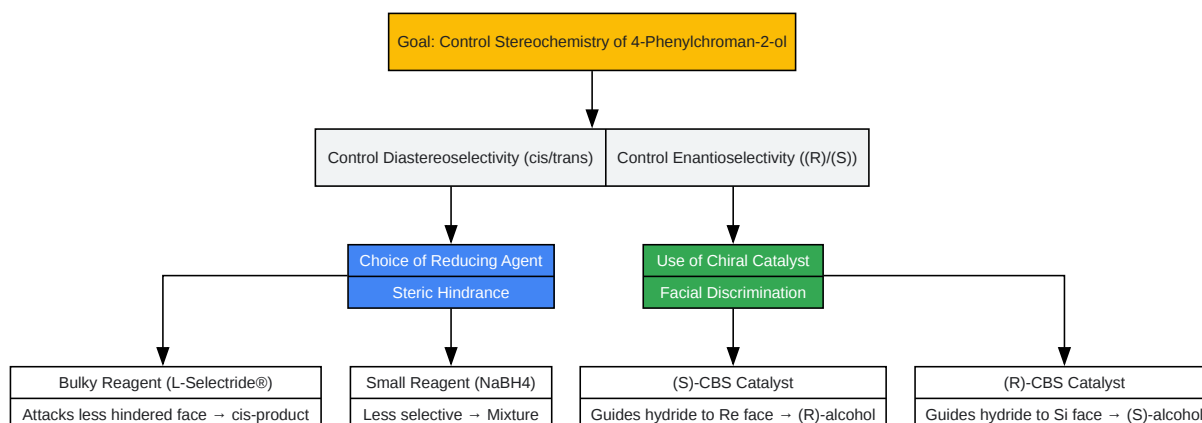 Goal: Control Stereochemistry of 4-Phenylchroman-2-ol
Control Diastereoselectivity (cis/trans)
Control Enantioselectivity ((R)/(S))
Choice of Reducing Agent
Steric Hindrance
Use of Chiral Catalyst
Facial Discrimination
Bulky Reagent (L-Selectride®)
Attacks less hindered face → cis-product
Small Reagent (NaBH4)
Less selective → Mixture
(S)-CBS Catalyst
Guides hydride to Re face → (R)-alcohol
(R)-CBS Catalyst
Guides hydride to Si face → (S)-alcohol